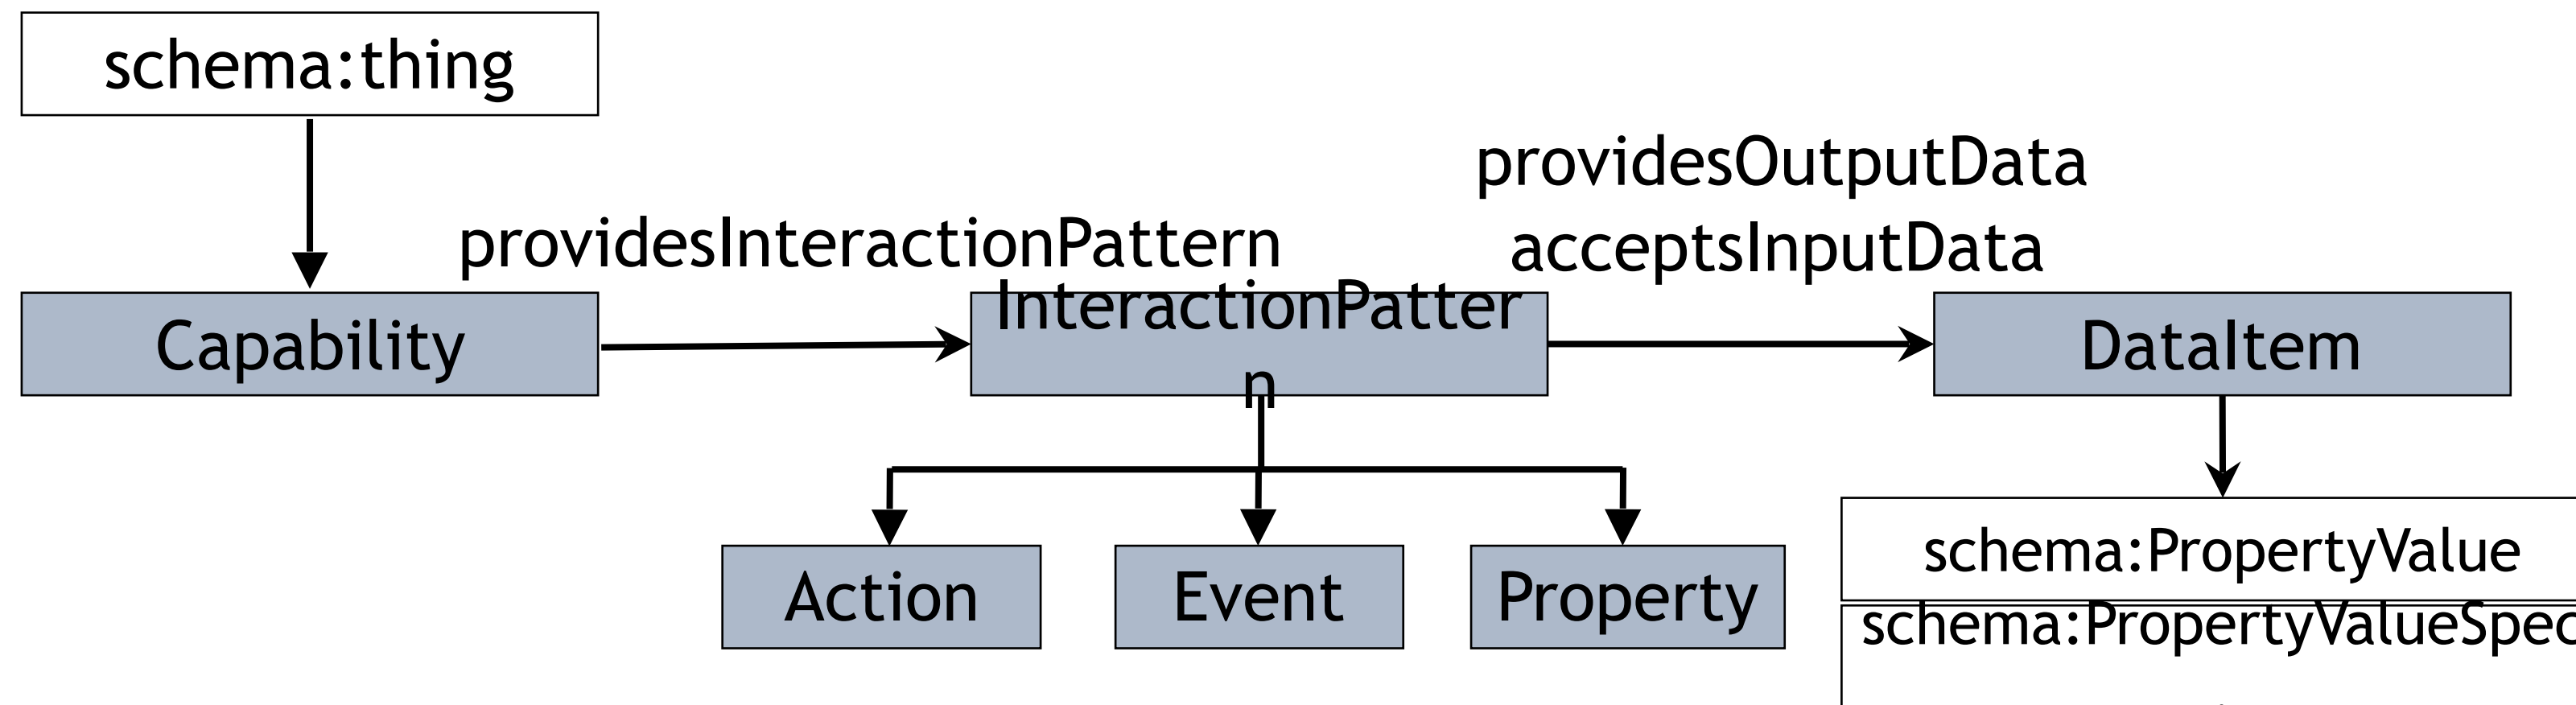 schema:thing
providesOutputData
acceptsInputData
providesInteractionPattern
Capability
InteractionPatter
n
DataItem
Action
Event
Property
schema:PropertyValue
schema:PropertyValueSpec